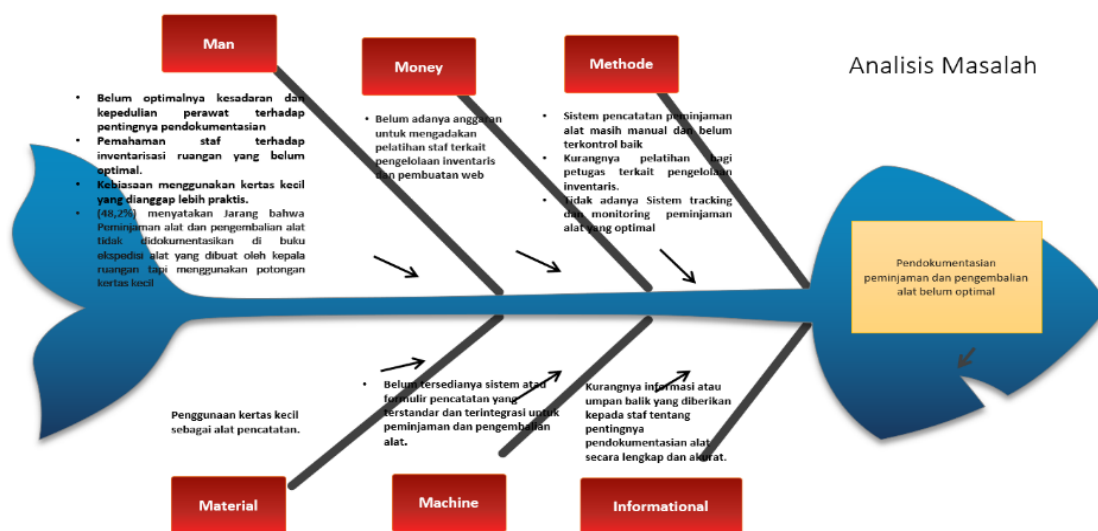 Man
Money
Methode
Analisis Masalah
• Belum optimalnya kesadaran dan
kepedulian perawat terhadap
pentingnya pendokumentasian
• Pemahaman staf terhadap
inventarisasi ruangan yang belum
optimal.
• Kebiasaan menggunakan kertas kecil
yang dianggap lebih praktis.
• (48,2%) menyatakan Jarang bahwa
Peminjaman alat dan pengembalian alat
tidak didokumentasikan di buku
ekspedisi alat yang dibuat oleh kepala
ruangan tapi menggunakan potongan
kertas kecil
• Belum adanya anggaran
untuk mengadakan
pelatihan staf terkait
pengelolaan inventaris
dan pembuatan web
• Sistem pencatatan peminjaman
alat masih manual dan belum
terkontrol baik
• Kurangnya pelatihan bagi
petugas terkait pengelolaan
inventaris.
• Tidak adanya Sistem tracking
dan monitoring peminjaman
alat yang optimal
Pendokumentasian
peminjaman dan pengembalian
alat belum optimal
Penggunaan kertas kecil
sebagai alat pencatatan.
• Belum tersedianya sistem atau
formulir pencatatan yang
terstandar dan terintegrasi untuk
peminjaman dan pengembalian
alat.
Kurangnya informasi atau
umpan balik yang diberikan
kepada staf tentang
pentingnya
pendokumentasian alat
secara lengkap dan akurat.
Material
Machine
Informational